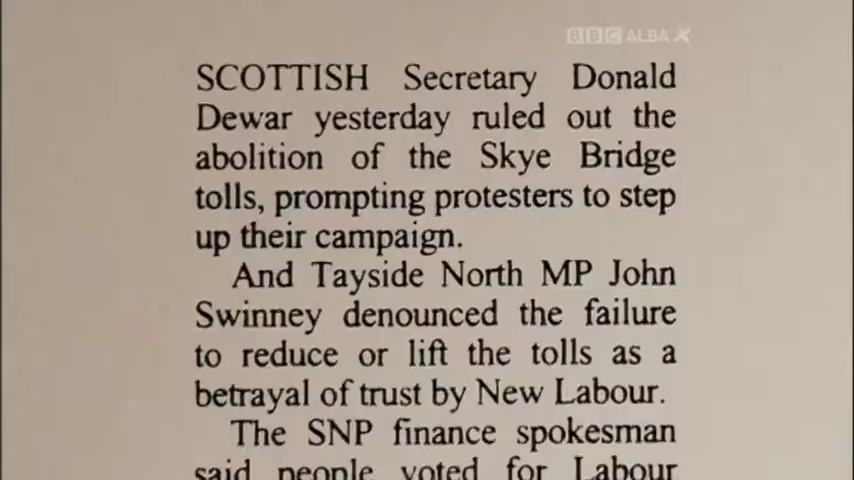 BBC ALBA
SCOTTISH Secretary Donald
Dewar yesterday ruled out the
abolition of the Skye Bridge
tolls, prompting protesters to step
up their campaign.
And Tayside North MP John
Swinney denounced the failure
to reduce or lift the tolls as a
betrayal of trust by New Labour.
The SNP finance spokesman
said people voted for Labour